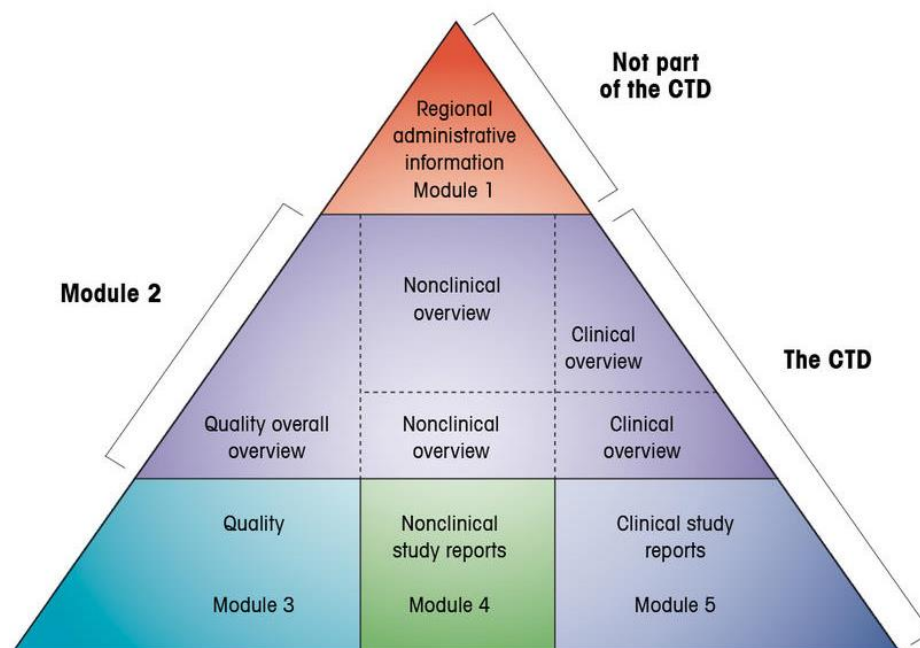 Not part
of the CTD
Regional
administrative
information
Module 1
Module 2
Nonclinical
overview
Clinical
overview
The CTD
Quality overall
overview
Nonclinical
overview
Clinical
overview
Quality
Nonclinical
study reports
Clinical study
reports
Module 3
Module 4
Module 5